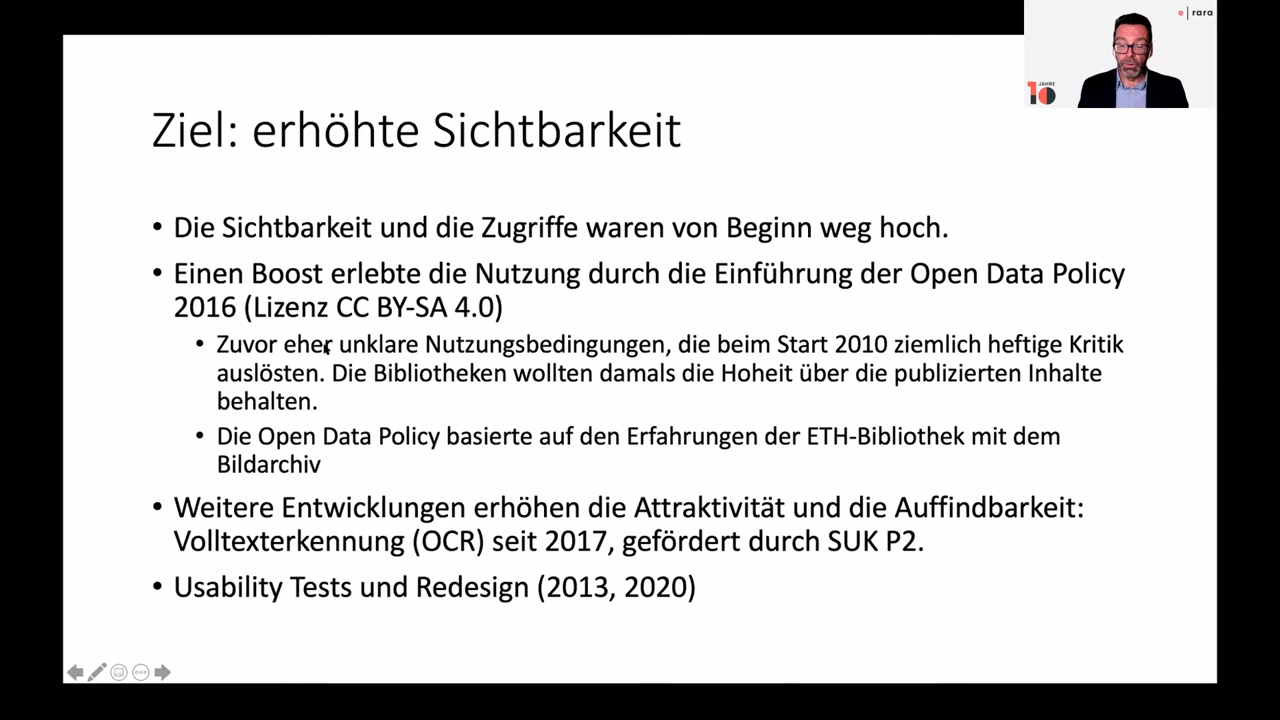 e | rara
10 JAHRE
Ziel: erhöhte Sichtbarkeit
• Die Sichtbarkeit und die Zugriffe waren von Beginn weg hoch.
• Einen Boost erlebte die Nutzung durch die Einführung der Open Data Policy
2016 (Lizenz CC BY-SA 4.0)
• Zuvor eher unklare Nutzungsbedingungen, die beim Start 2010 ziemlich heftige Kritik
auslösten. Die Bibliotheken wollten damals die Hoheit über die publizierten Inhalte
behalten.
• Die Open Data Policy basierte auf den Erfahrungen der ETH-Bibliothek mit dem
Bildarchiv
• Weitere Entwicklungen erhöhen die Attraktivität und die Auffindbarkeit:
Volltexterkennung (OCR) seit 2017, gefördert durch SUK P2.
• Usability Tests und Redesign (2013, 2020)